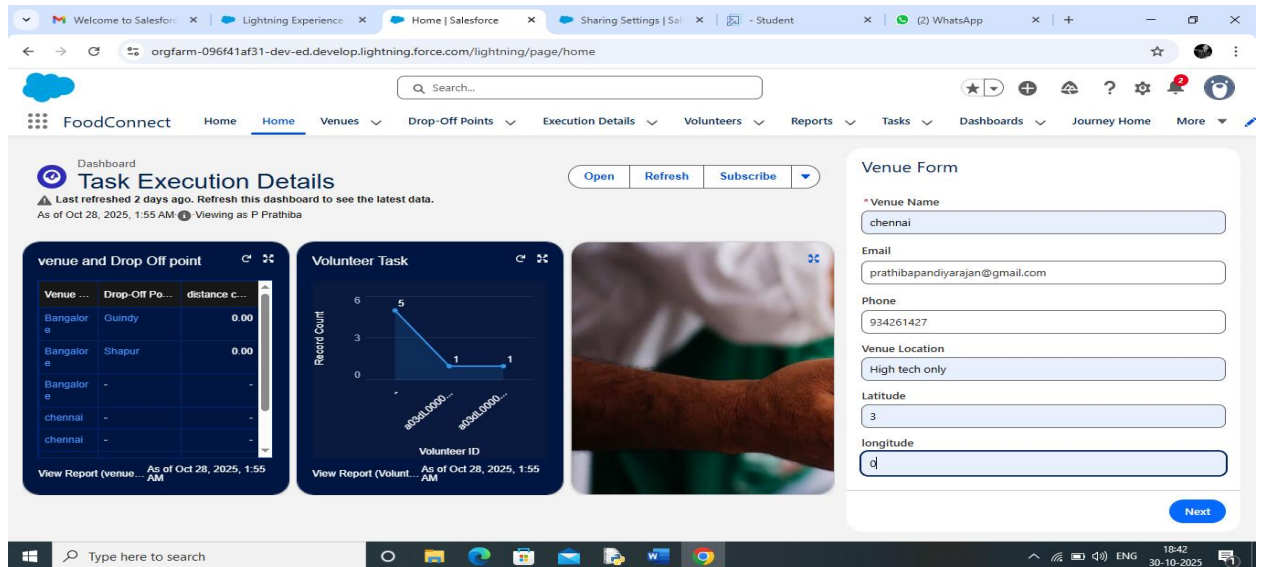 Welcome to Salesforc
Lightning Experience
Home | Salesforce
Sharing Settings | Sal
- Student
(2) WhatsApp
orgfarm-096f41af31-dev-ed.develop.lightning.force.com/lightning/page/home
Search...
2
FoodConnect
Home
Home
Venues
Drop-Off Points
Execution Details
Volunteers
Reports
Tasks
Dashboards
Journey Home
More
Dashboard
Task Execution Details
Last refreshed 2 days ago. Refresh this dashboard to see the latest data.
As of Oct 28, 2025, 1:55 AM·Viewing as P Prathiba
Open
Refresh
Subscribe
venue and Drop Off point
Venue ...
Drop-Off Po...
distance c...
Bangalor
e
Guindy
0.00
Bangalor
e
Shapur
0.00
Bangalor
e
-
-
chennai
-
-
chennai
-
-
View Report (venue...
As of Oct 28, 2025, 1:55
AM
Volunteer Task
Record Count
6
3
0
5
1
1
-
a03dL0000...
a03dL0000...
Volunteer ID
View Report (Volunt...
As of Oct 28, 2025, 1:55
AM
Venue Form
* Venue Name
chennai
Email
prathibapandiyarajan@gmail.com
Phone
934261427
Venue Location
High tech only
Latitude
3
longitude
0
Next
Type here to search
ENG
18:42
30-10-2025
1